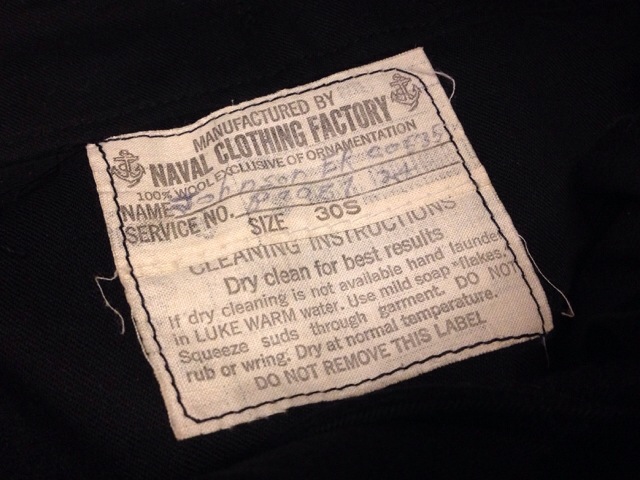 MANUFACTURED BY
NAVAL CLOTHING FACTORY
100% WOOL EXCLUSIVE OF ORNAMENTATION
NAME Johnson ER
SERVICE NO.
SIZE 30S
CLEANING INSTRUCTIONS
Dry clean for best results
If dry cleaning is not available hand launder
in LUKE WARM water. Use mild soap "flakes.
Squeeze suds through garment. DO NOT
rub or wring. Dry at normal temperature.
DO NOT REMOVE THIS LABEL